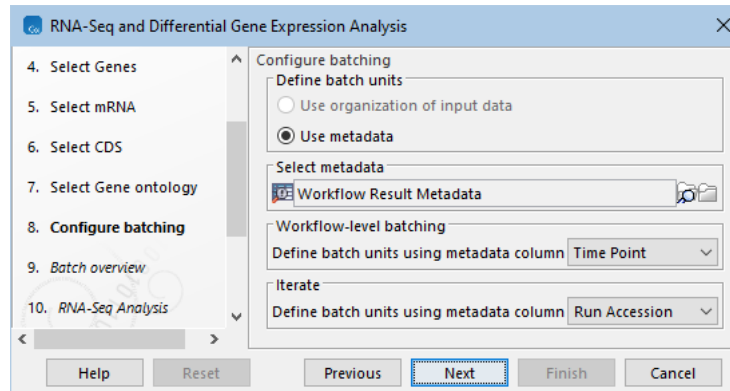 RNA-Seq and Differential Gene Expression Analysis
4. Select Genes
5. Select mRNA
6. Select CDS
7. Select Gene ontology
8. Configure batching
9. Batch overview
10. RNA-Seq Analysis
Configure batching
Define batch units
Use organization of input data
Use metadata
Select metadata
Workflow Result Metadata
Workflow-level batching
Define batch units using metadata column Time Point
Iterate
Define batch units using metadata column Run Accession
Help Reset Previous Next Finish Cancel